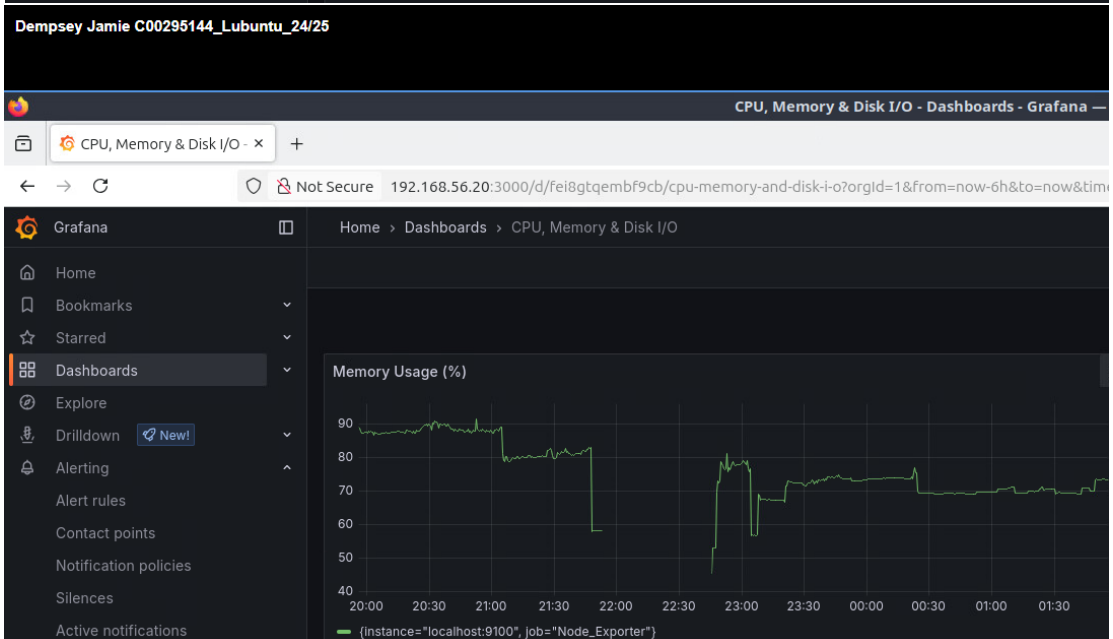 Dempsey Jamie C00295144_Lubuntu_24/25
CPU, Memory & Disk I/O - Dashboards - Grafana —
CPU, Memory & Disk I/O -
Not Secure 192.168.56.20:3000/d/fei8gtqembf9cb/cpu-memory-and-disk-i-o?orgId=1&from=now-6h&to=now&tim
Grafana
Home › Dashboards › CPU, Memory & Disk I/O
Home
Bookmarks
Starred
Dashboards
Explore
Drilldown New!
Alerting
Alert rules
Contact points
Notification policies
Silences
Active notifications
Memory Usage (%)
90
80
70
60
50
40
20:00 20:30 21:00 21:30 22:00 22:30 23:00 23:30 00:00 00:30 01:00 01:30
{instance="localhost:9100", job="Node_Exporter"}